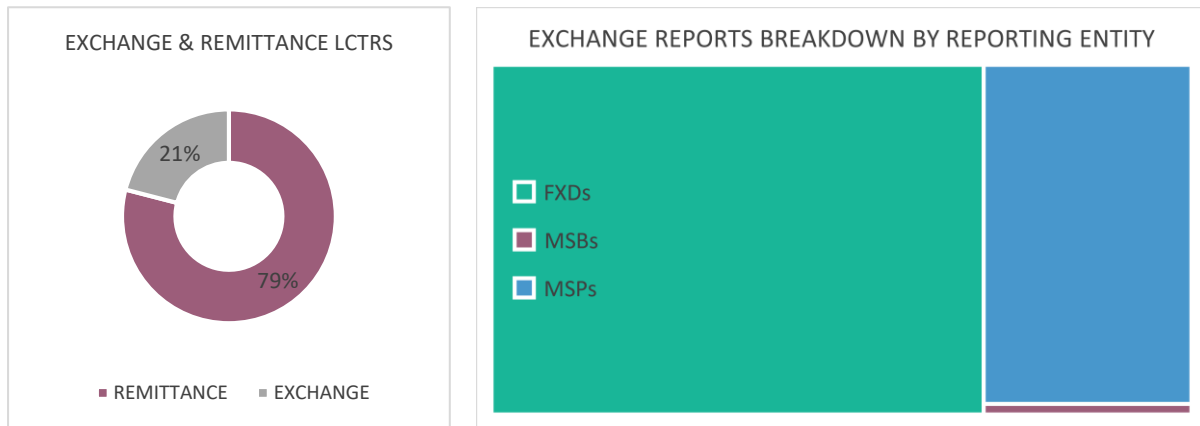 EXCHANGE & REMITTANCE LCTRS
21%
79%
REMITTANCE
EXCHANGE
EXCHANGE REPORTS BREAKDOWN BY REPORTING ENTITY
FXDs
MSBs
MSPs